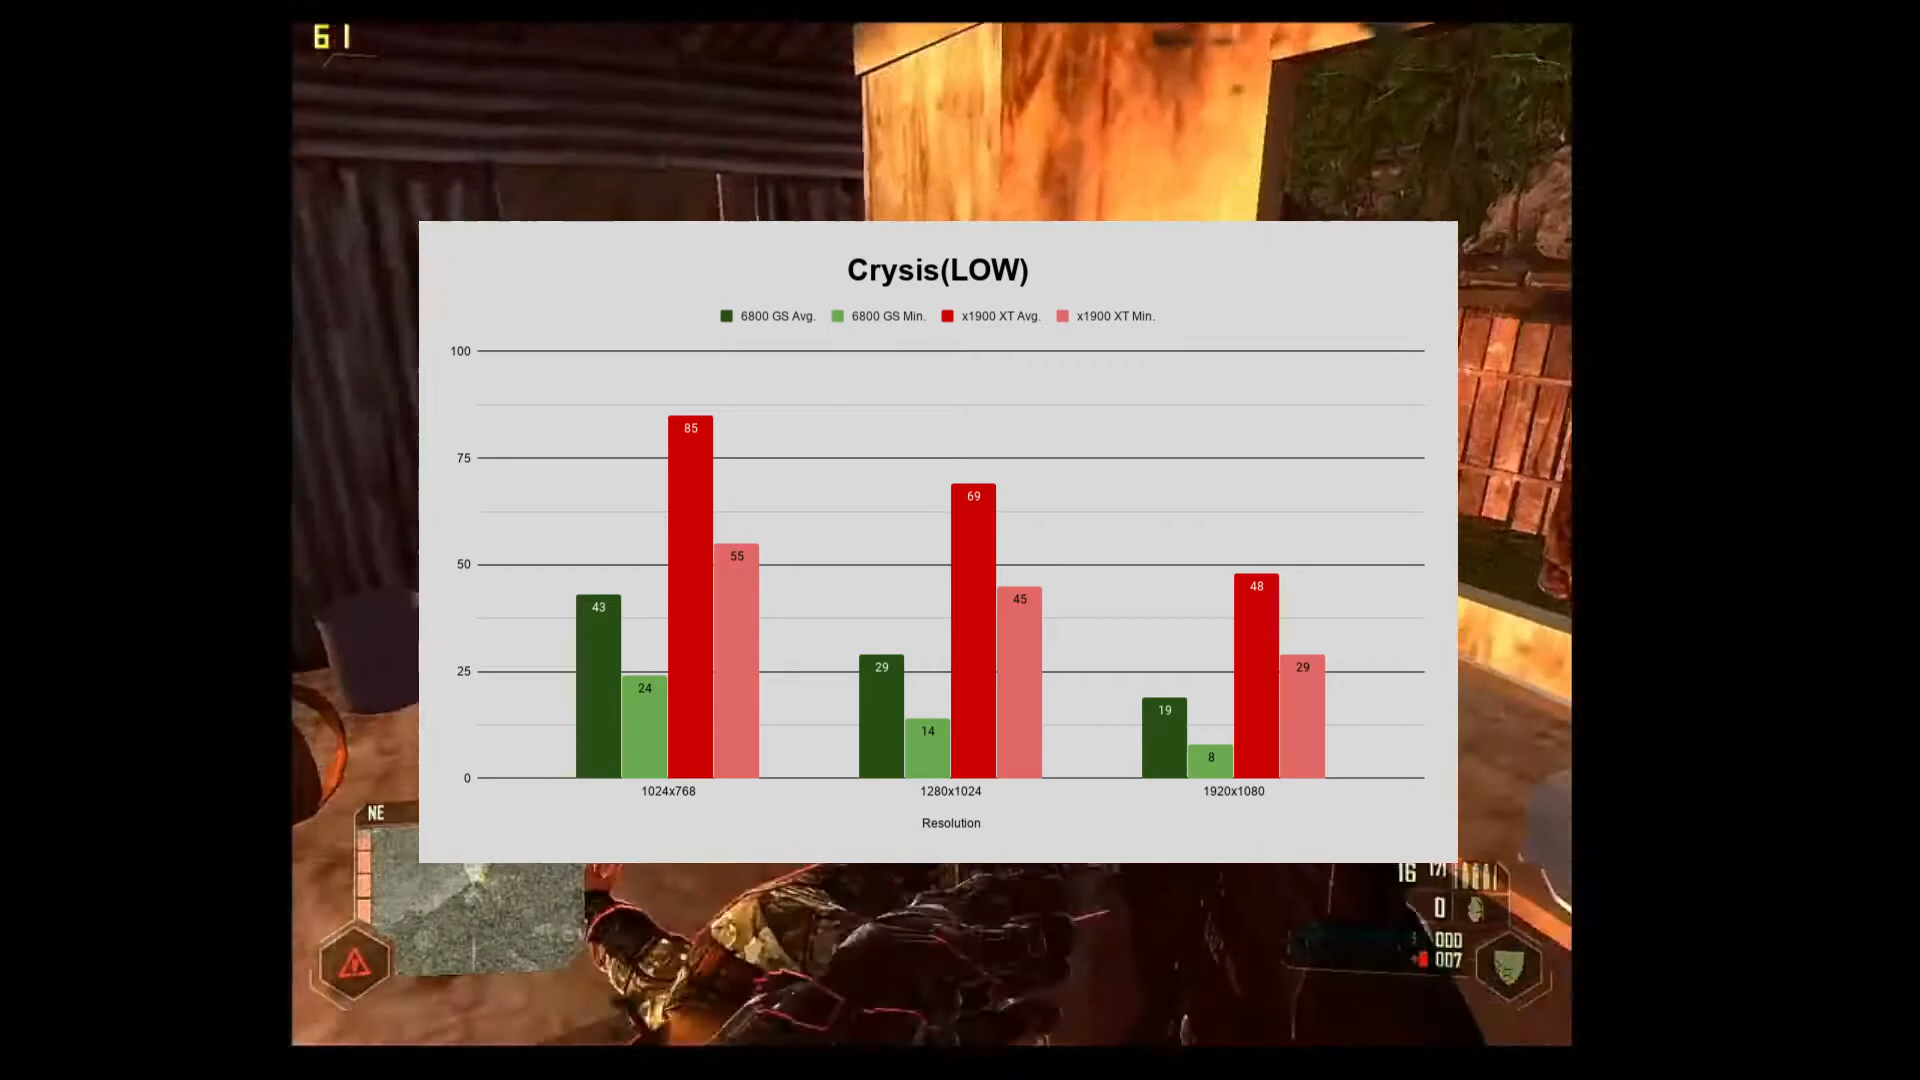 61
Crysis(LOW)
6800 GS Avg. 6800 GS Min. x1900 XT Avg. x1900 XT Min.
100
75
50
25
0
43 24 85 55
29 14 69 45
19 8 48 29
1024x768 1280x1024 1920x1080
Resolution
NE
16 171
0
000
007